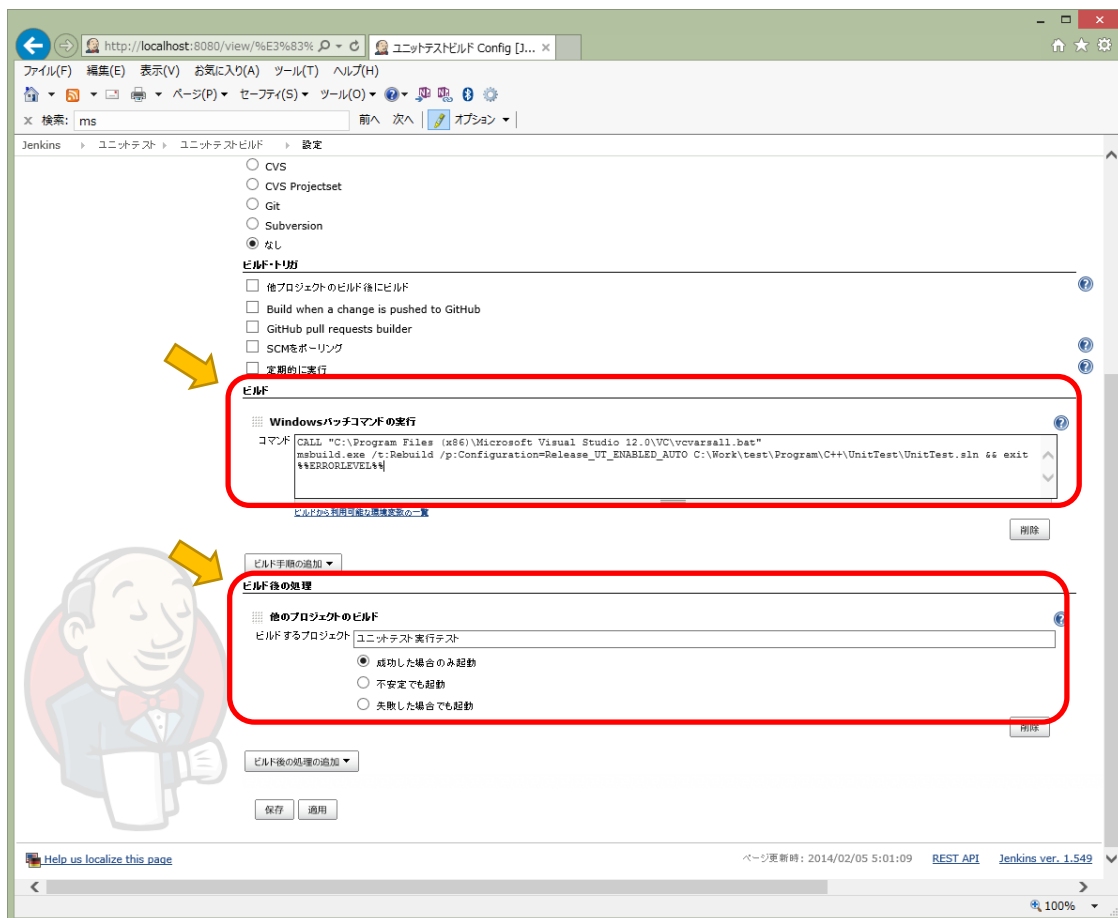 http://localhost:8080/view/%E3%83%
ユニットテストビルド Config [J...
ファイル(F) 編集(E) 表示(V) お気に入り(A) ツール(T) ヘルプ(H)
ページ(P) セーフティ(S) ツール(O)
× 検索: ms 前へ 次へ オプション
Jenkins ユニットテスト ユニットテストビルド 設定
CVS
CVS Projectset
Git
Subversion
なし
ビルド・トリガ
他プロジェクトのビルド後にビルド
Build when a change is pushed to GitHub
GitHub pull requests builder
SCMをポーリング
定期的に実行
ビルド
Windowsバッチコマンドの実行
コマンド CALL "C:\Program Files (x86)\Microsoft Visual Studio 12.0\VC\vcvarsall.bat"
msbuild.exe /t:Rebuild /p:Configuration=Release_UT_ENABLED_AUTO C:\Work\test\Program\C++\UnitTest\UnitTest.sln && exit
%%ERRORLEVEL%%
ビルドから利用可能な環境変数の一覧
削除
ビルド手順の追加
ビルド後の処理
他のプロジェクトのビルド
ビルドするプロジェクト ユニットテスト実行テスト
成功した場合のみ起動
不安定でも起動
失敗した場合でも起動
削除
ビルド後の処理の追加
保存 適用
Help us localize this page ページ更新時: 2014/02/05 5:01:09 REST API Jenkins ver. 1.549
100%